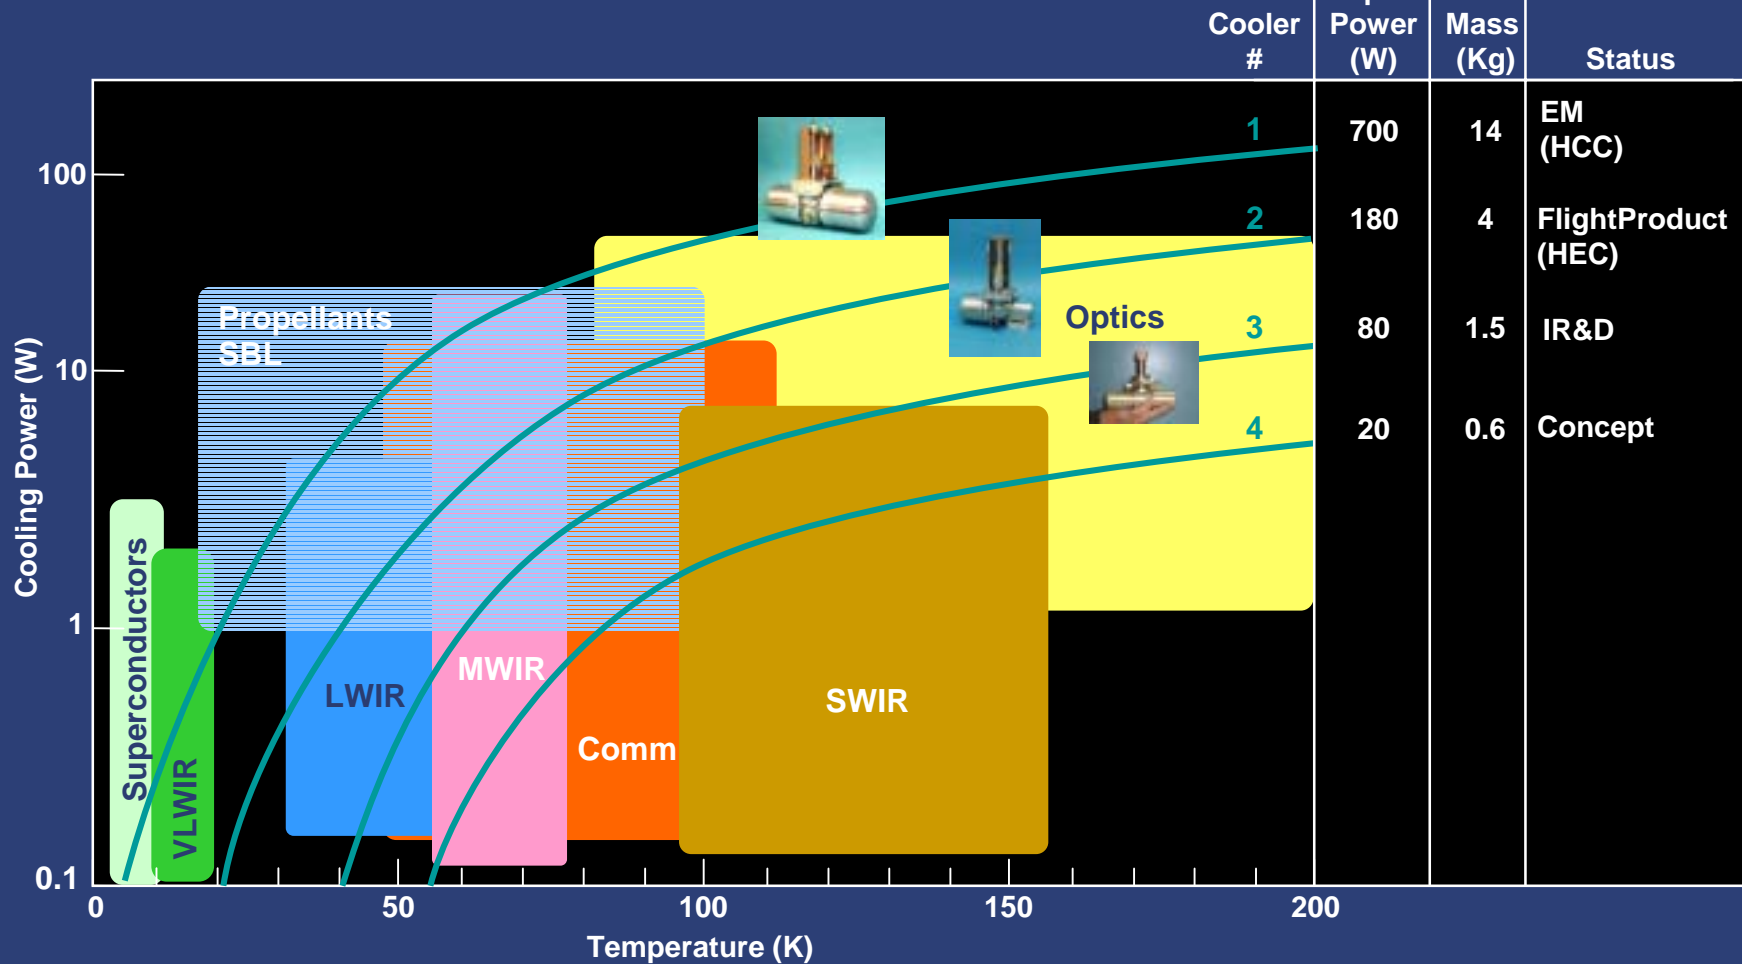 Cooler
#
Power
(W)
Mass
(Kg)
Status
1
700
14
EM
(HCC)
2
180
4
FlightProduct
(HEC)
3
80
1.5
IR&D
4
20
0.6
Concept
Cooling Power (W)
100
10
1
0.1
Propellants
SBL
Optics
Superconductors
VLWIR
LWIR
MWIR
Comm
SWIR
0
50
100
150
200
Temperature (K)